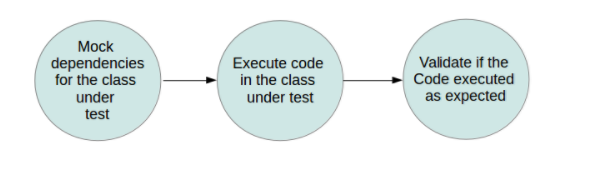 Mock
dependencies
for the class
under
test
Execute code
in the class
under test
Validate if the
Code executed
as expected